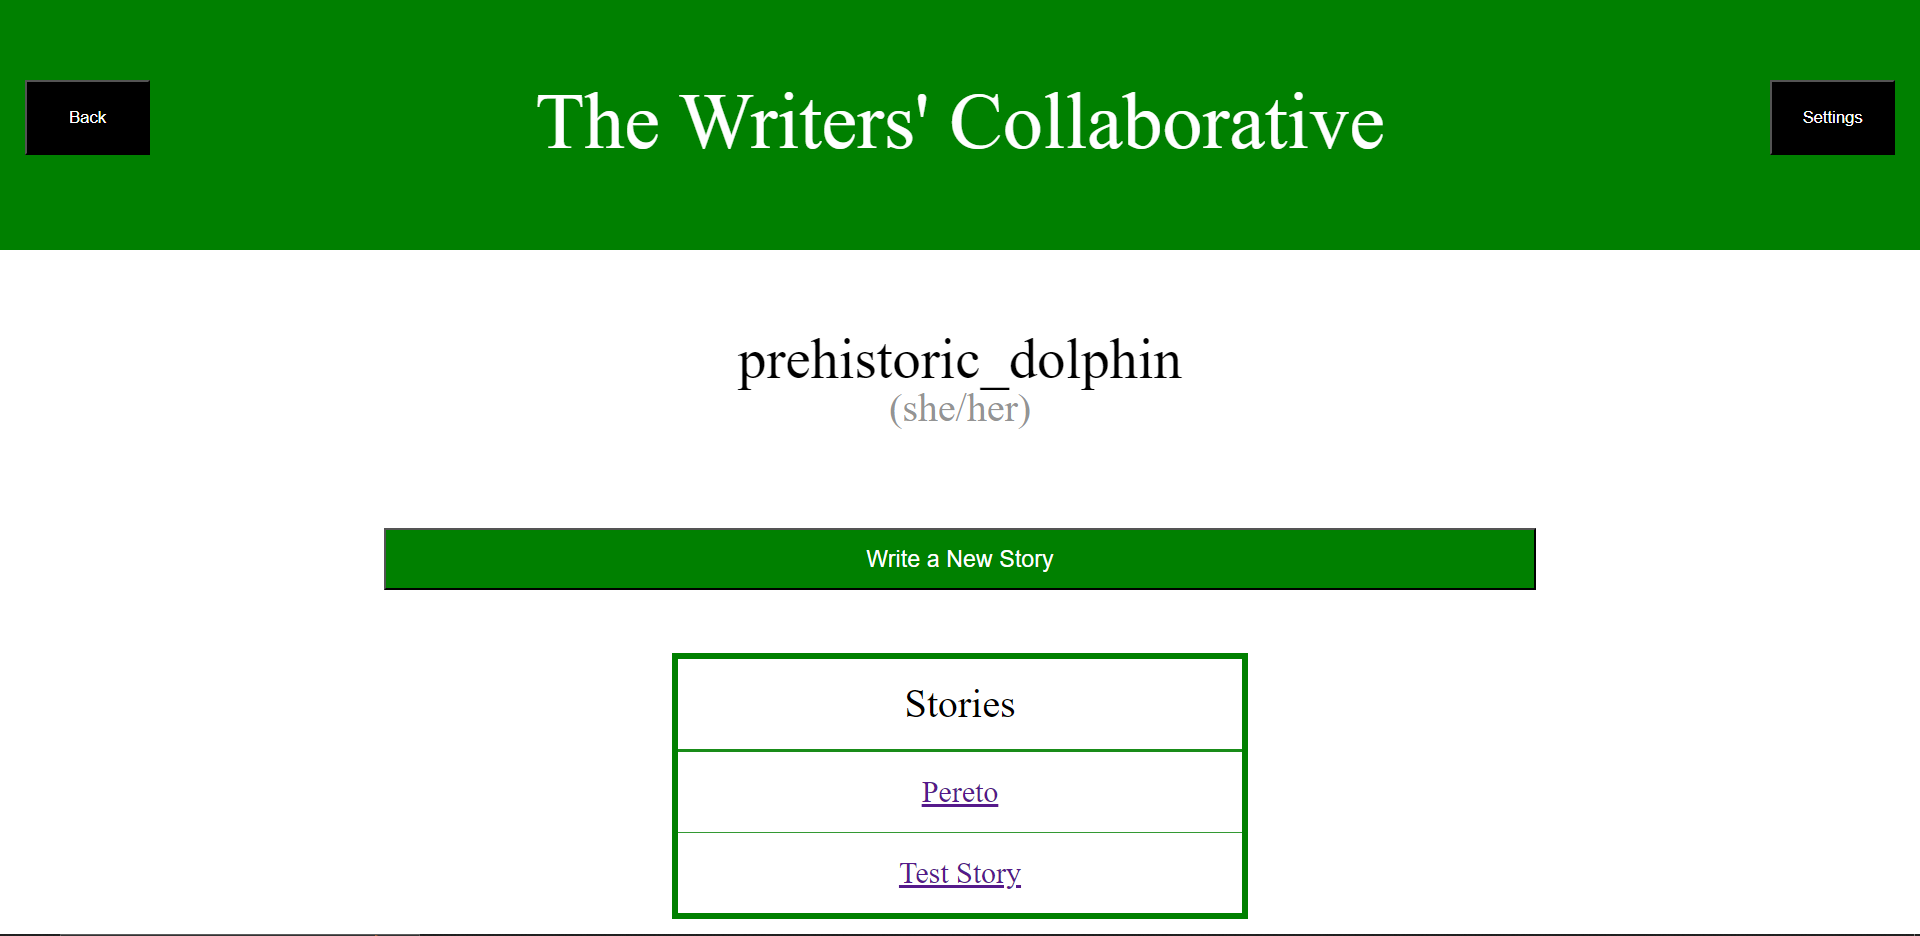 Back
The Writers' Collaborative
Settings
prehistoric_dolphin
(she/her)
Write a New Story
Stories
Pereto
Test Story